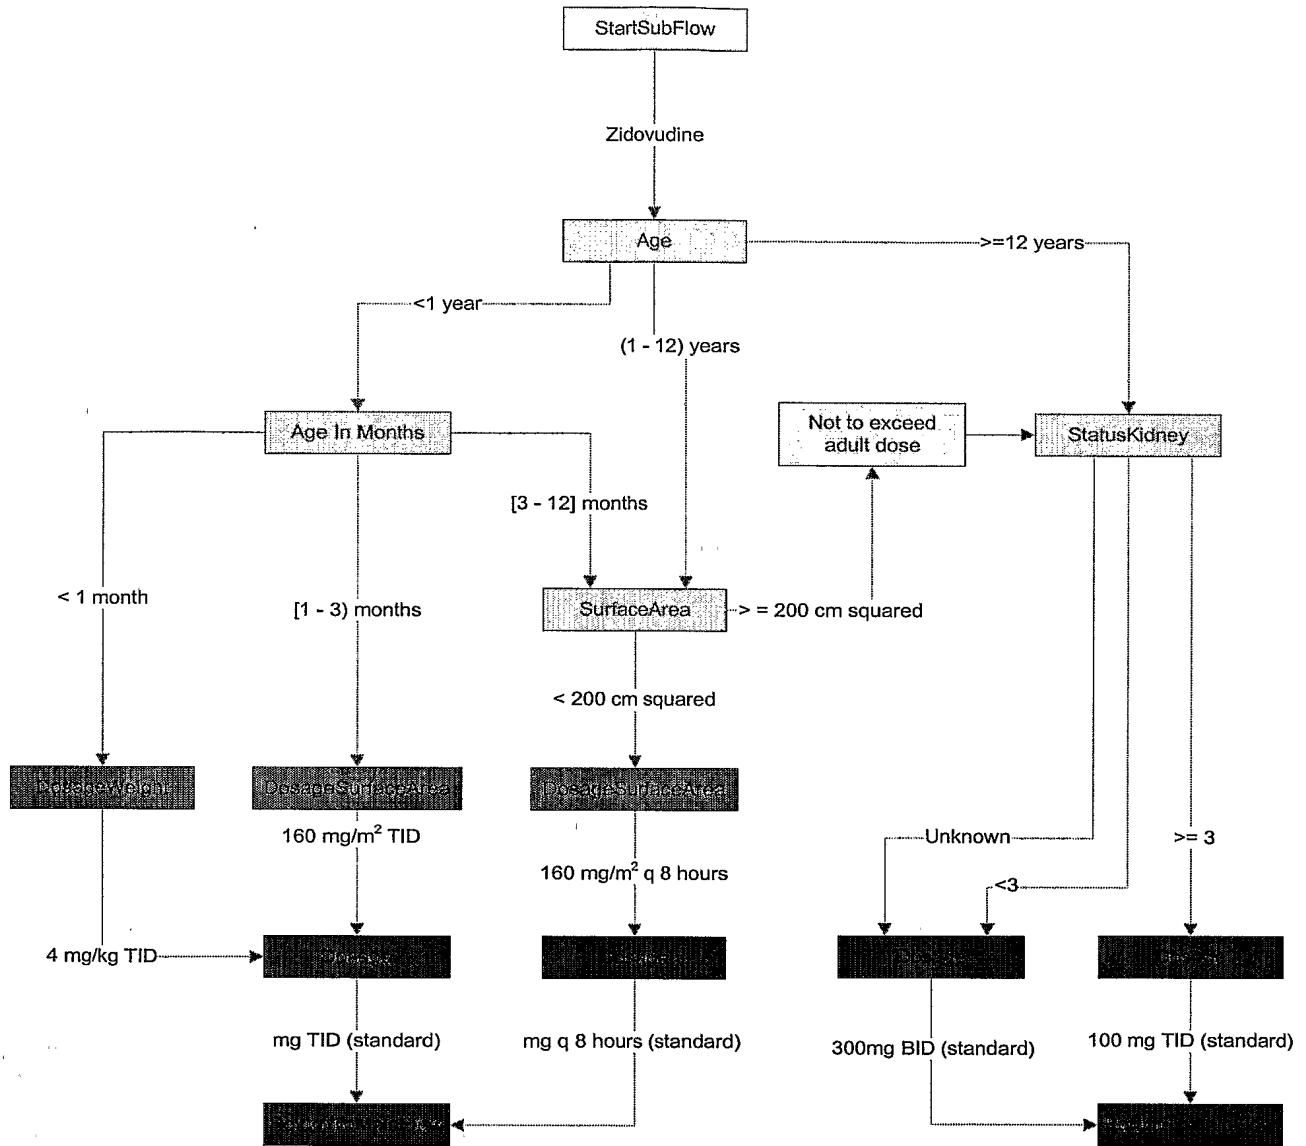 StartSubFlow
Zidovudine
Age
>=12 years
<1 year
(1 - 12) years
Age In Months
Not to exceed
adult dose
StatusKidney
[3 - 12] months
< 1 month
[1 - 3) months
SurfaceArea
> = 200 cm squared
< 200 cm squared
DosageWeight
DosageSurfaceArea
DosageSurfaceArea
160 mg/m² TID
Unknown
>= 3
160 mg/m² q 8 hours
<3
4 mg/kg TID
mg TID (standard)
mg q 8 hours (standard)
300mg BID (standard)
100 mg TID (standard)